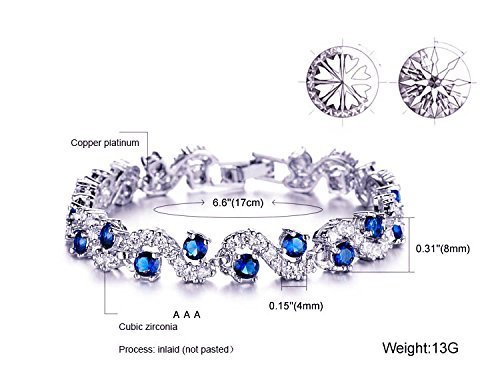 Copper platinum
6.6"(17cm)
0.31"(8mm)
0.15"(4mm)
A A A
Cubic zirconia
Process: inlaid (not pasted）
Weight:13G